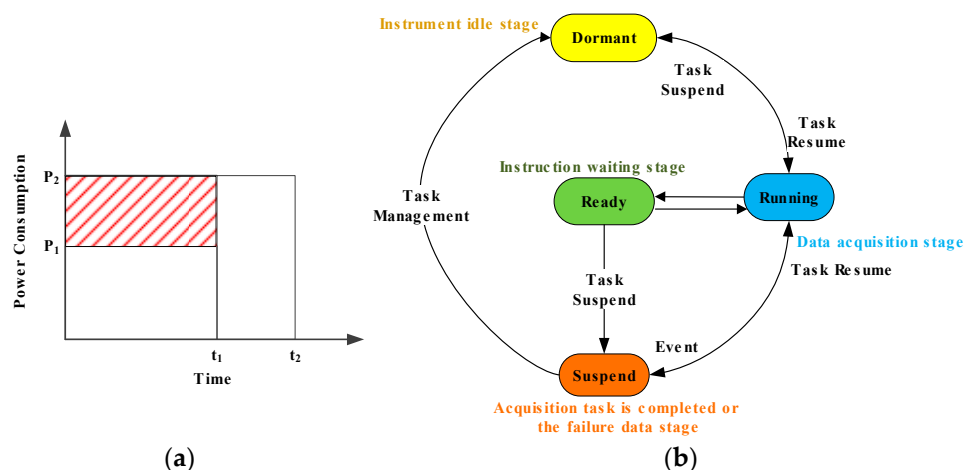 Power Consumption
P2
P1
t1
t2
Time
(a)
Instrument idle stage
Dormant
Task
Suspend
Task
Resume
Instruction waiting stage
Ready
Running
Task
Management
Data acquisition stage
Task Resume
Task
Suspend
Event
Suspend
Acquisition task is completed or
the failure data stage
(b)